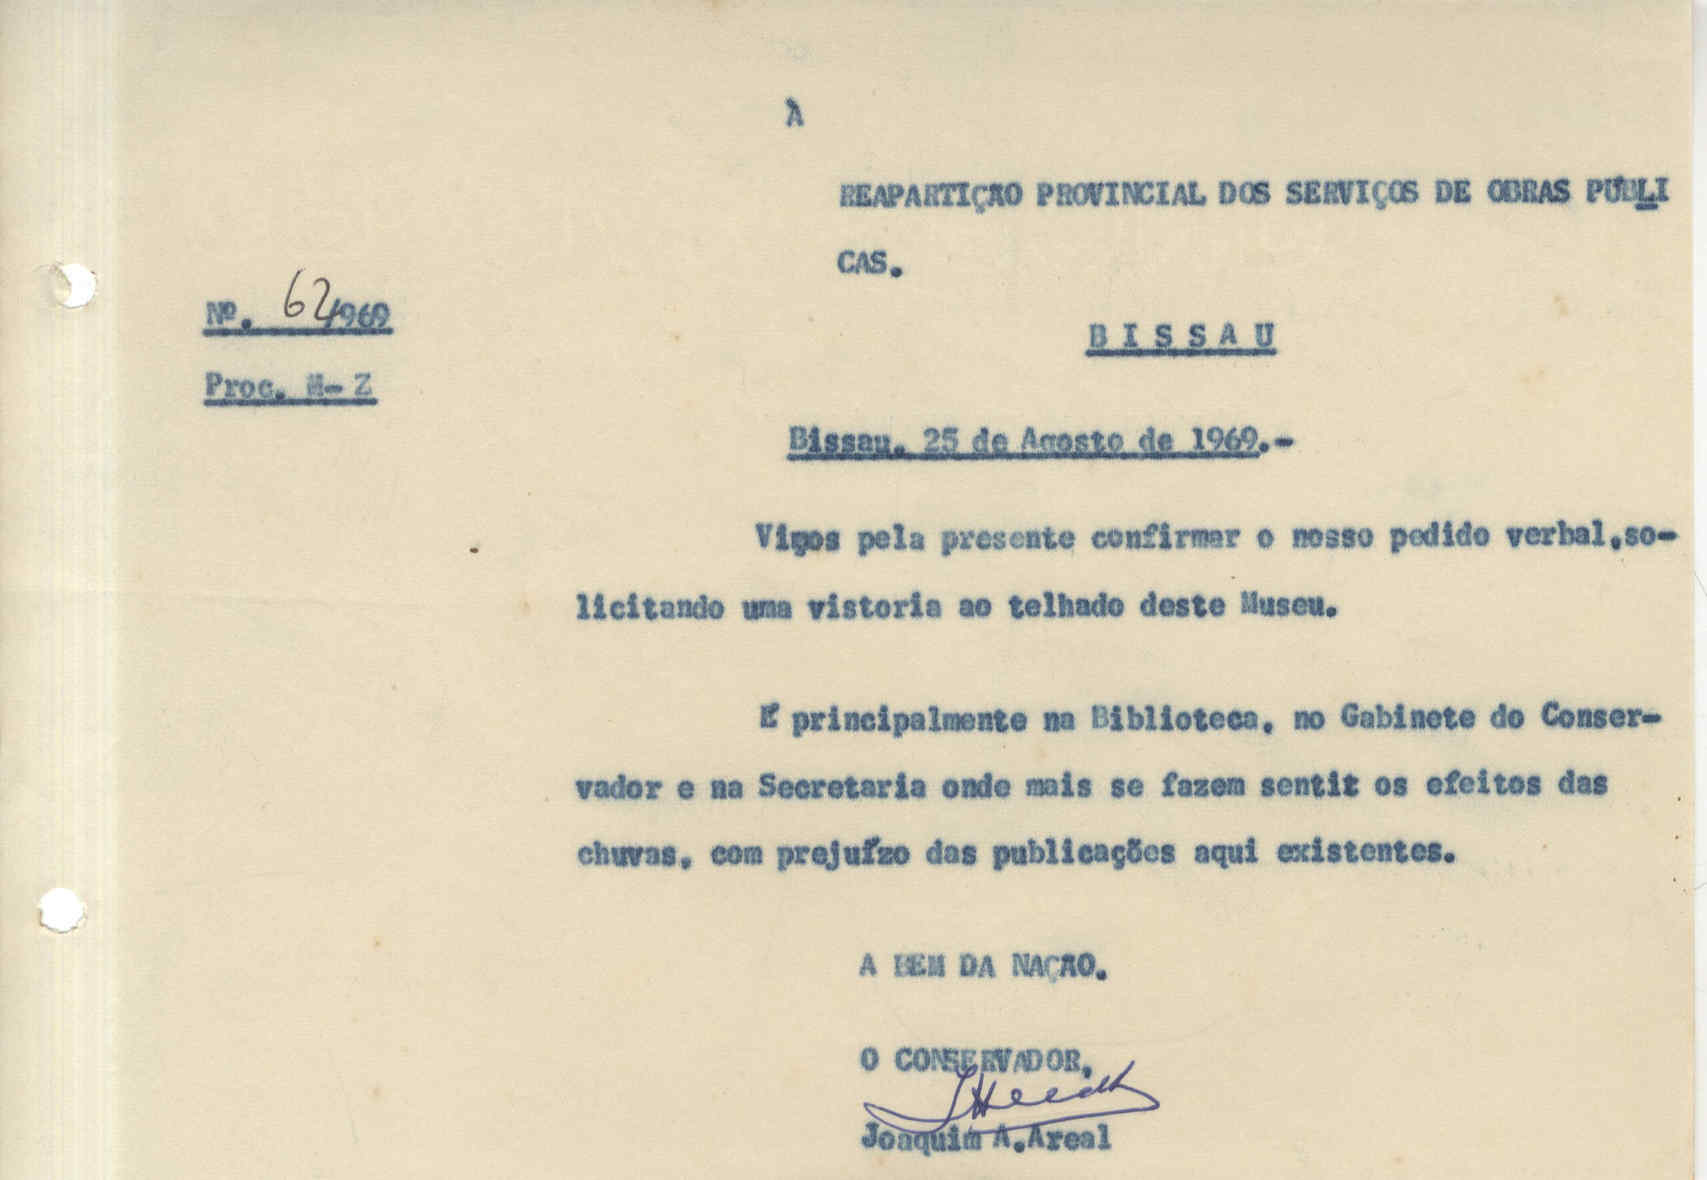 À
REAPARTIÇÃO PROVINCIAL DOS SERVIÇOS DE OBRAS PÚBLI
CAS.
Nº. 62/969
B I S S A U
Proc. M- Z
Bissau, 25 de Agosto de 1969.-
Vimos pela presente confirmar o nosso pedido verbal,so-
licitando uma vistoria ao telhado deste Museu.
É principalmente na Biblioteca, no Gabinete do Conser-
vador e na Secretaria onde mais se fazem sentit os efeitos das
chuvas, com prejuízo das publicações aqui existentes.
A BEM DA NAÇÃO.
O CONSERVADOR,
Joaquim A.Areal